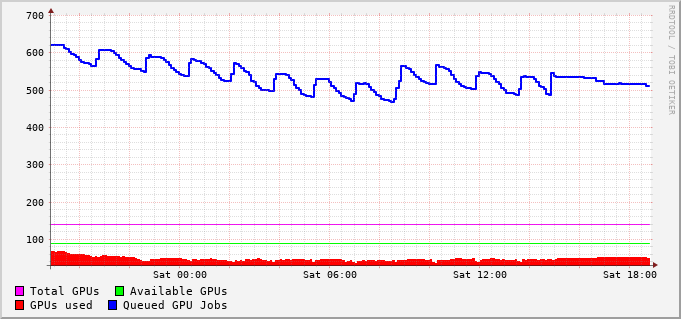 700
600
500
400
300
200
100
Sat 00:00 Sat 06:00 Sat 12:00 Sat 18:00
Total GPUs Available GPUs
GPUs used Queued GPU Jobs
RRDTOOL / TOBI OETIKER